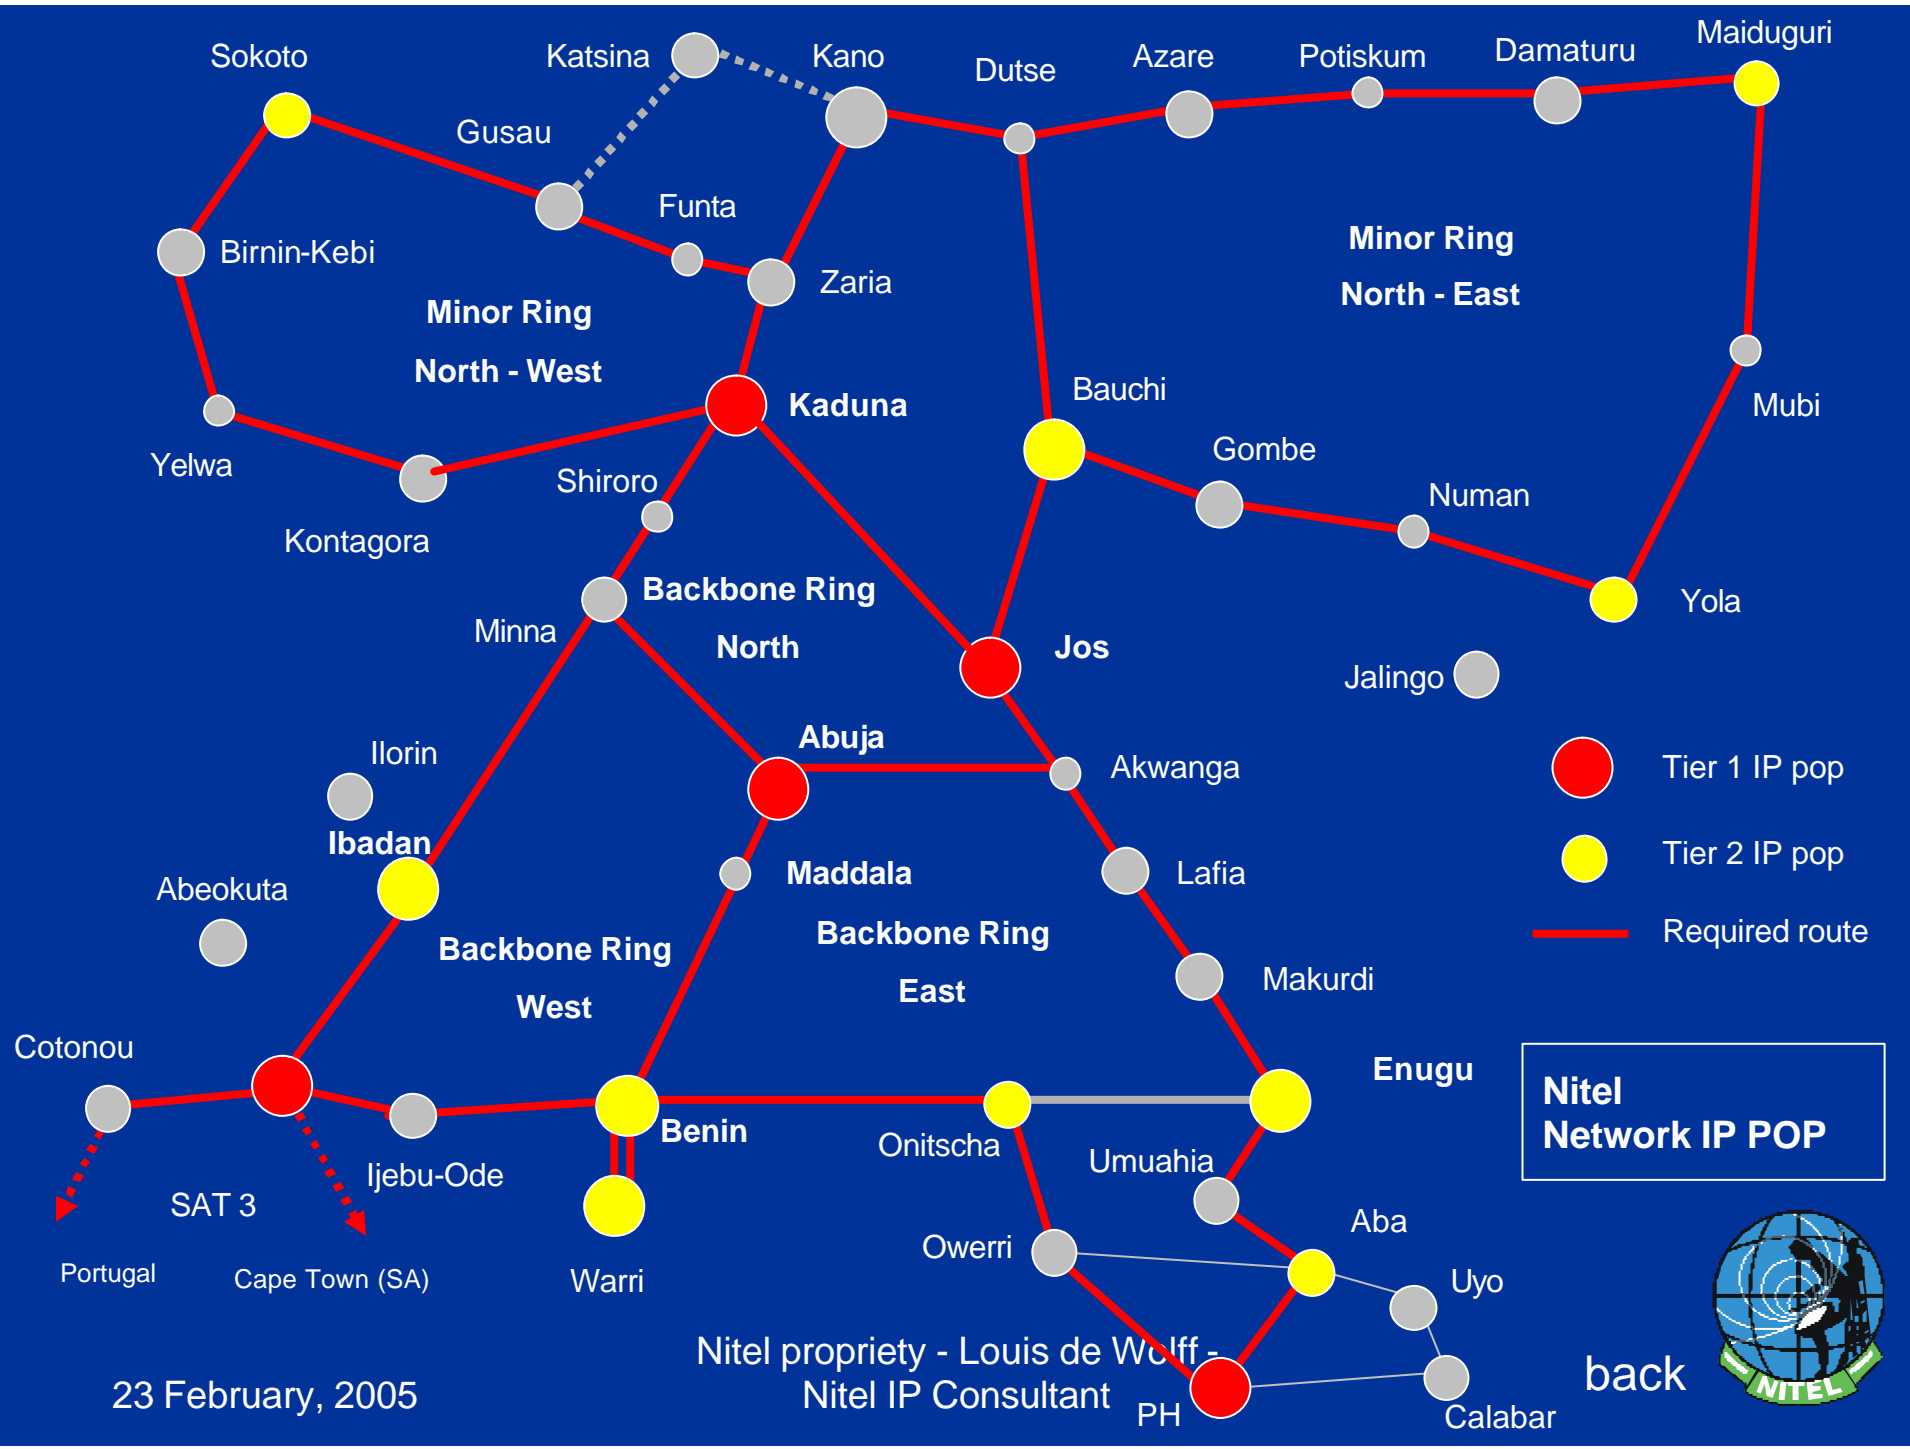 Maiduguri
Sokoto
Katsina
Kano
Dutse
Azare
Potiskum
Damaturu
Gusau
Funta
Birnin-Kebi
Zaria
Minor Ring
North - East
Minor Ring
North - West
Kaduna
Bauchi
Mubi
Yelwa
Shiroro
Gombe
Numan
Kontagora
Backbone Ring
North
Minna
Jos
Yola
Jalingo
Abuja
Ilorin
Akwanga
Tier 1 IP pop
Ibadan
Abeokuta
Maddala
Lafia
Tier 2 IP pop
Backbone Ring
West
Backbone Ring
East
Required route
Makurdi
Cotonou
Enugu
Nitel
Network IP POP
Benin
Onitscha
Umuahia
Ijebu-Ode
SAT 3
Aba
Owerri
Portugal
Cape Town (SA)
Warri
Uyo
Nitel propriety - Louis de Wolff -
Nitel IP Consultant
23 February, 2005
PH
Calabar
back
NITEL